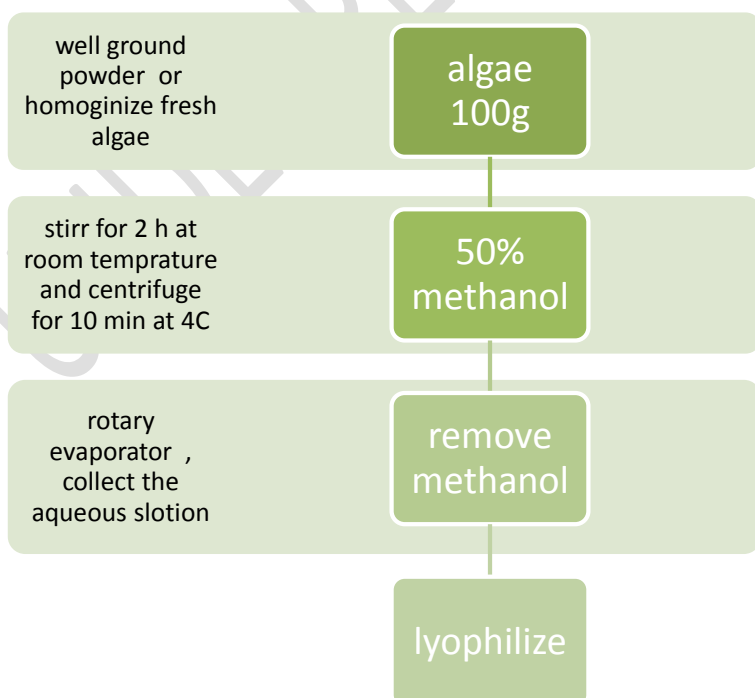 well ground
powder or
homoginize fresh
algae
algae
100g
stirr for 2 h at
room temprature
and centrifuge
for 10 min at 4C
50%
methanol
rotary
evaporator ,
collect the
aqueous slotion
remove
methanol
lyophilize